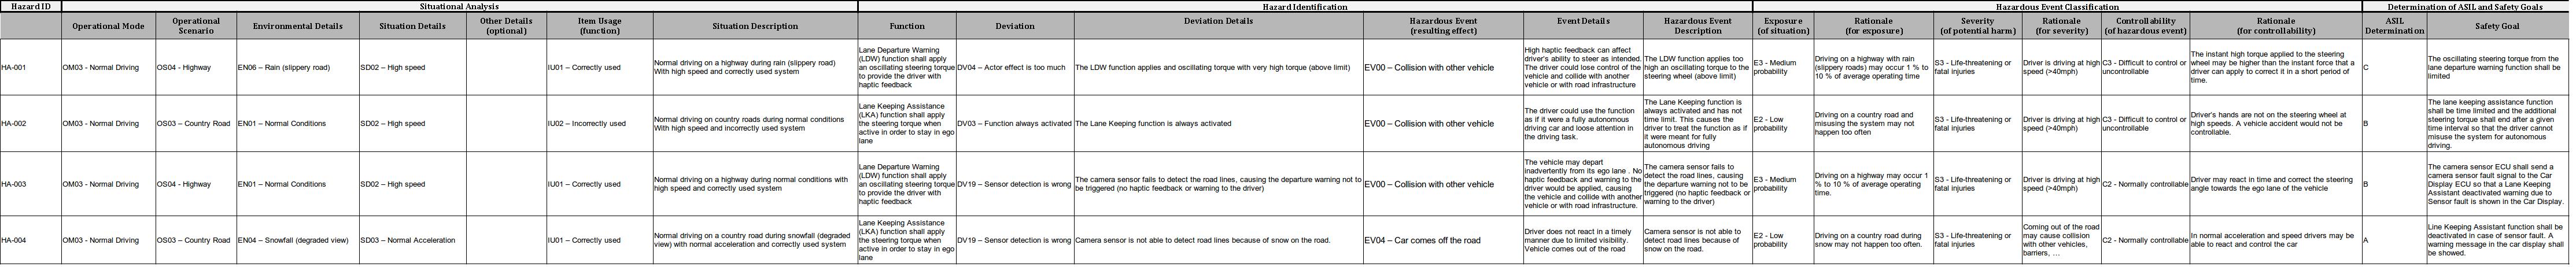 Hazard ID Situational Analysis Hazard Identification Hazardous Event Classification Determination of ASIL and Safety Goals
Operational Mode
Operational
Scenario
Environmental Details
Situation Details
Other Details
(optional)
Item Usage
(function)
Situation Description
Function
Deviation
Deviation Details
Hazardous Event
(resulting effect)
Event Details
Hazardous Event
Description
Exposure
(of situation)
Rationale
(for exposure)
Severity
(of potential harm)
Rationale
(for severity)
Controllability
(of hazardous event)
Rationale
(for controllability)
ASIL
Determination
Safety Goal
HA-001
OM03 - Normal Driving
OS04 - Highway
EN06 – Rain (slippery road)
SD02 – High speed
IU01 – Correctly used
Normal driving on a highway during rain (slippery road)
With high speed and correctly used system
Lane Departure Warning
(LDW) function shall apply
an oscillating steering torque
to provide the driver with
haptic feedback
DV04 – Actor effect is too much
The LDW function applies and oscillating torque with very high torque (above limit)
EV00 – Collision with other vehicle
High haptic feedback can affect
driver's ability to steer as intended.
The driver could lose control of the
vehicle and collide with another
vehicle or with road infrastructure
The LDW function applies too
high an oscillating torque to the
steering wheel (above limit)
E3 - Medium
probability
Driving on a highway with rain
(slippery roads) may occur 1 % to
10 % of average operating time
S3 - Life-threatening or
fatal injuries
Driver is driving at high
speed (>40mph)
C3 - Difficult to control or
uncontrollable
The instant high torque applied to the steering
wheel may be higher than the instant force that a
driver can apply to correct it in a short period of
time.
C
The oscillating steering torque from the
lane departure warning function shall be
limited
HA-002
OM03 - Normal Driving
OS03 – Country Road
EN01 – Normal Conditions
SD02 – High speed
IU02 – Incorrectly used
Normal driving on country roads during normal conditions
With high speed and incorrectly used system
Lane Keeping Assistance
(LKA) function shall apply
the steering torque when
active in order to stay in ego
lane
DV03 – Function always activated
The Lane Keeping function is always activated
EV00 – Collision with other vehicle
The driver could use the function
as if it were a fully autonomous
driving car and loose attention in
the driving task.
The Lane Keeping function is
always activated and has not
time limit. This causes the
driver to treat the function as if
it were meant for fully
autonomous driving
E2 - Low
probability
Driving on a country road and
misusing the system may not
happen too often
S3 - Life-threatening or
fatal injuries
Driver is driving at high
speed (>40mph)
C3 - Difficult to control or
uncontrollable
Driver's hands are not on the steering wheel at
high speeds. A vehicle accident would not be
controllable.
B
The lane keeping assistance function
shall be time limited and the additional
steering torque shall end after a given
time interval so that the driver cannot
misuse the system for autonomous
driving.
HA-003
OM03 - Normal Driving
OS04 - Highway
EN01 – Normal Conditions
SD02 – High speed
IU01 – Correctly used
Normal driving on a highway during normal conditions with
high speed and correctly used system
Lane Departure Warning
(LDW) function shall apply
an oscillating steering torque
to provide the driver with
haptic feedback
DV19 – Sensor detection is wrong
The camera sensor fails to detect the road lines, causing the departure warning not to
be triggered (no haptic feedback or warning to the driver)
EV00 – Collision with other vehicle
The vehicle may depart
inadvertently from its ego lane . No
haptic feedback and warning to the
driver would be applied, causing
the vehicle and collide with another
vehicle or with road infrastructure.
The camera sensor fails to
detect the road lines, causing
the departure warning not to be
triggered (no haptic feedback or
warning to the driver)
E3 - Medium
probability
Driving on a highway may occur 1
% to 10 % of average operating
time.
S3 - Life-threatening or
fatal injuries
Driver is driving at high
speed (>40mph)
C2 - Normally controllable
Driver may react in time and correct the steering
angle towards the ego lane of the vehicle
B
The camera sensor ECU shall send a
camera sensor fault signal to the Car
Display ECU so that a Lane Keeping
Assistant deactivated warning due to
Sensor fault is shown in the Car Display.
HA-004
OM03 - Normal Driving
OS03 – Country Road
EN04 – Snowfall (degraded view)
SD03 – Normal Acceleration
IU01 – Correctly used
Normal driving on a country road during snowfall (degraded
view) with normal acceleration and correctly used system
Lane Keeping Assistance
(LKA) function shall apply
the steering torque when
active in order to stay in ego
lane
DV19 – Sensor detection is wrong
Camera sensor is not able to detect road lines because of snow on the road.
EV04 – Car comes off the road
Driver does not react in a timely
manner due to limited visibility.
Vehicle comes out of the road
Camera sensor is not able to
detect road lines because of
snow on the road.
E2 - Low
probability
Driving on a country road during
snow may not happen too often.
S3 - Life-threatening or
fatal injuries
Coming out of the road
may cause collision
with other vehicles,
barriers, …
C2 - Normally controllable
In normal acceleration and speed drivers may be
able to react and control the car
A
Line Keeping Assistant function shall be
deactivated in case of sensor fault. A
warning message in the car display shall
be showed.